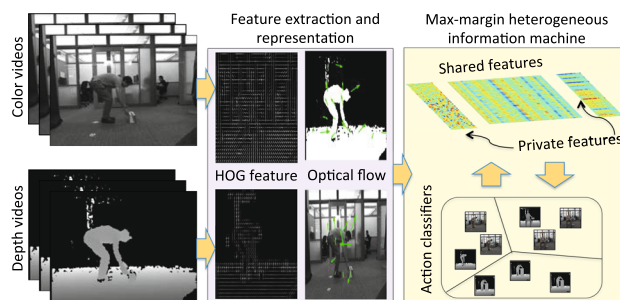 Feature extraction and
representation
Max-margin heterogeneous
information machine
Color videos
Depth videos
HOG feature
Optical flow
Shared features
Private features
Action classifiers